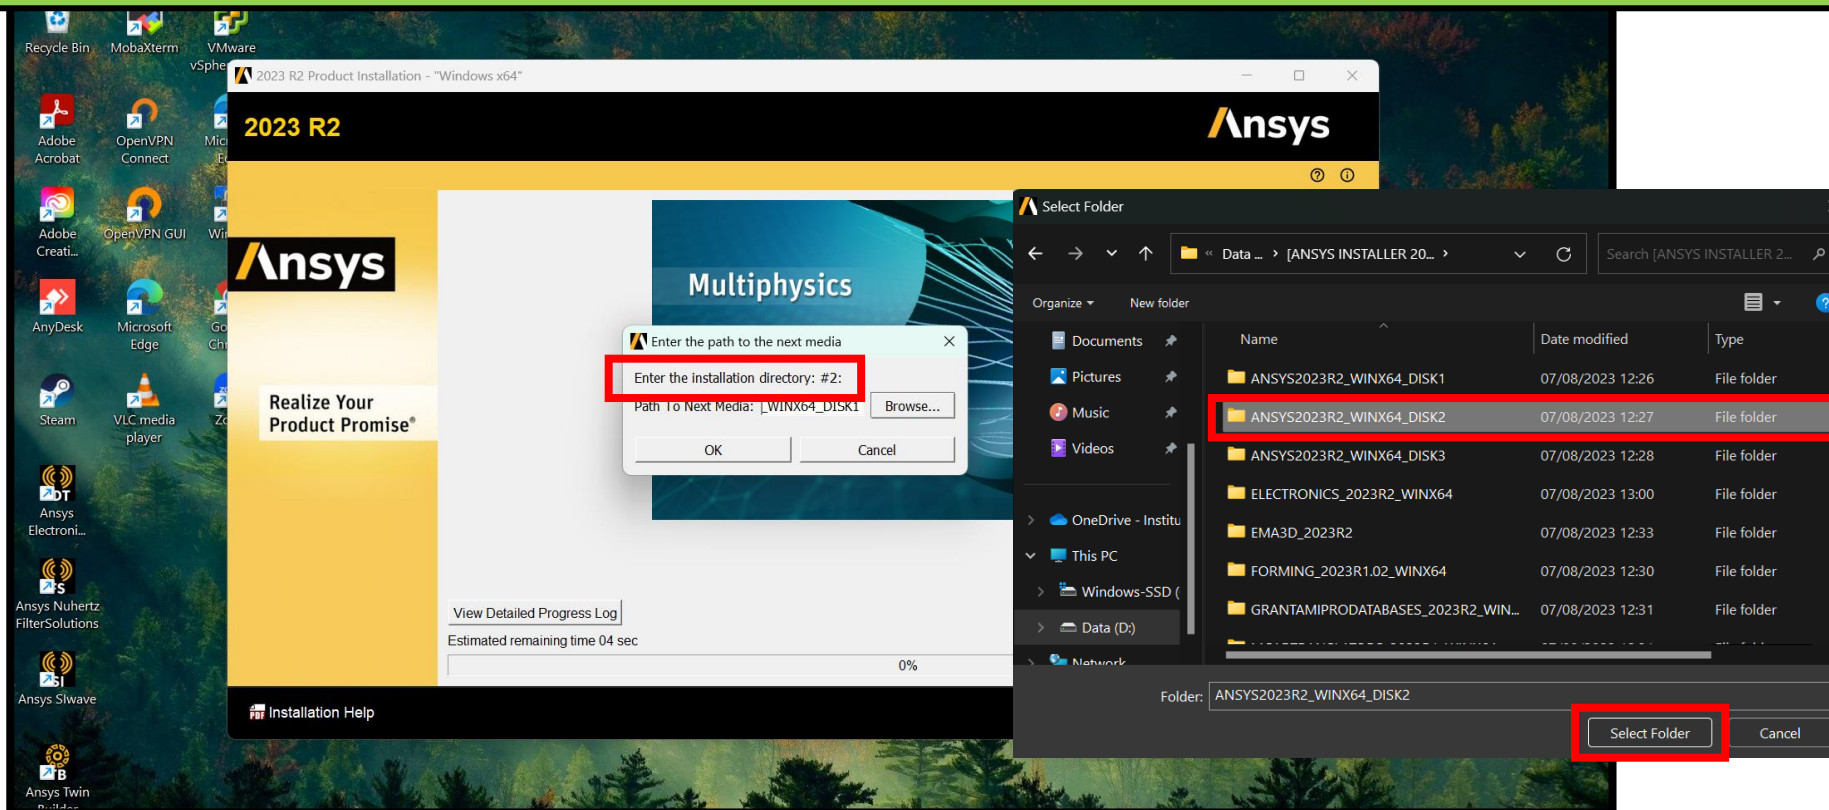 Recycle Bin
MobaXterm
VMware
vSphe
Adobe
Acrobat
OpenVPN
Connect
Adobe
Creati...
OpenVPN GUI
AnyDesk
Microsoft
Edge
Steam
VLC media
player
Ansys
Electroni...
Ansys Nuhertz
FilterSolutions
Ansys SIwave
Ansys Twin
2023 R2 Product Installation - "Windows x64"
2023 R2
Ansys
Ansys
Realize Your
Product Promise®
Multiphysics
Enter the path to the next media
Enter the installation directory: #2:
Path To Next Media: _WINX64_DISK1 Browse...
OK Cancel
View Detailed Progress Log
Estimated remaining time 04 sec
0%
PDF Installation Help
Select Folder
« Data ... › [ANSYS INSTALLER 20... ›
Search [ANSYS INSTALLER 2...
Organize New folder
Documents
Pictures
Music
Videos
OneDrive - Institu
This PC
Windows-SSD (
Data (D:)
Network
Name Date modified Type
ANSYS2023R2_WINX64_DISK1 07/08/2023 12:26 File folder
ANSYS2023R2_WINX64_DISK2 07/08/2023 12:27 File folder
ANSYS2023R2_WINX64_DISK3 07/08/2023 12:28 File folder
ELECTRONICS_2023R2_WINX64 07/08/2023 13:00 File folder
EMA3D_2023R2 07/08/2023 12:33 File folder
FORMING_2023R1.02_WINX64 07/08/2023 12:30 File folder
GRANTAMIPRODATABASES_2023R2_WIN... 07/08/2023 12:31 File folder
Folder: ANSYS2023R2_WINX64_DISK2
Select Folder Cancel